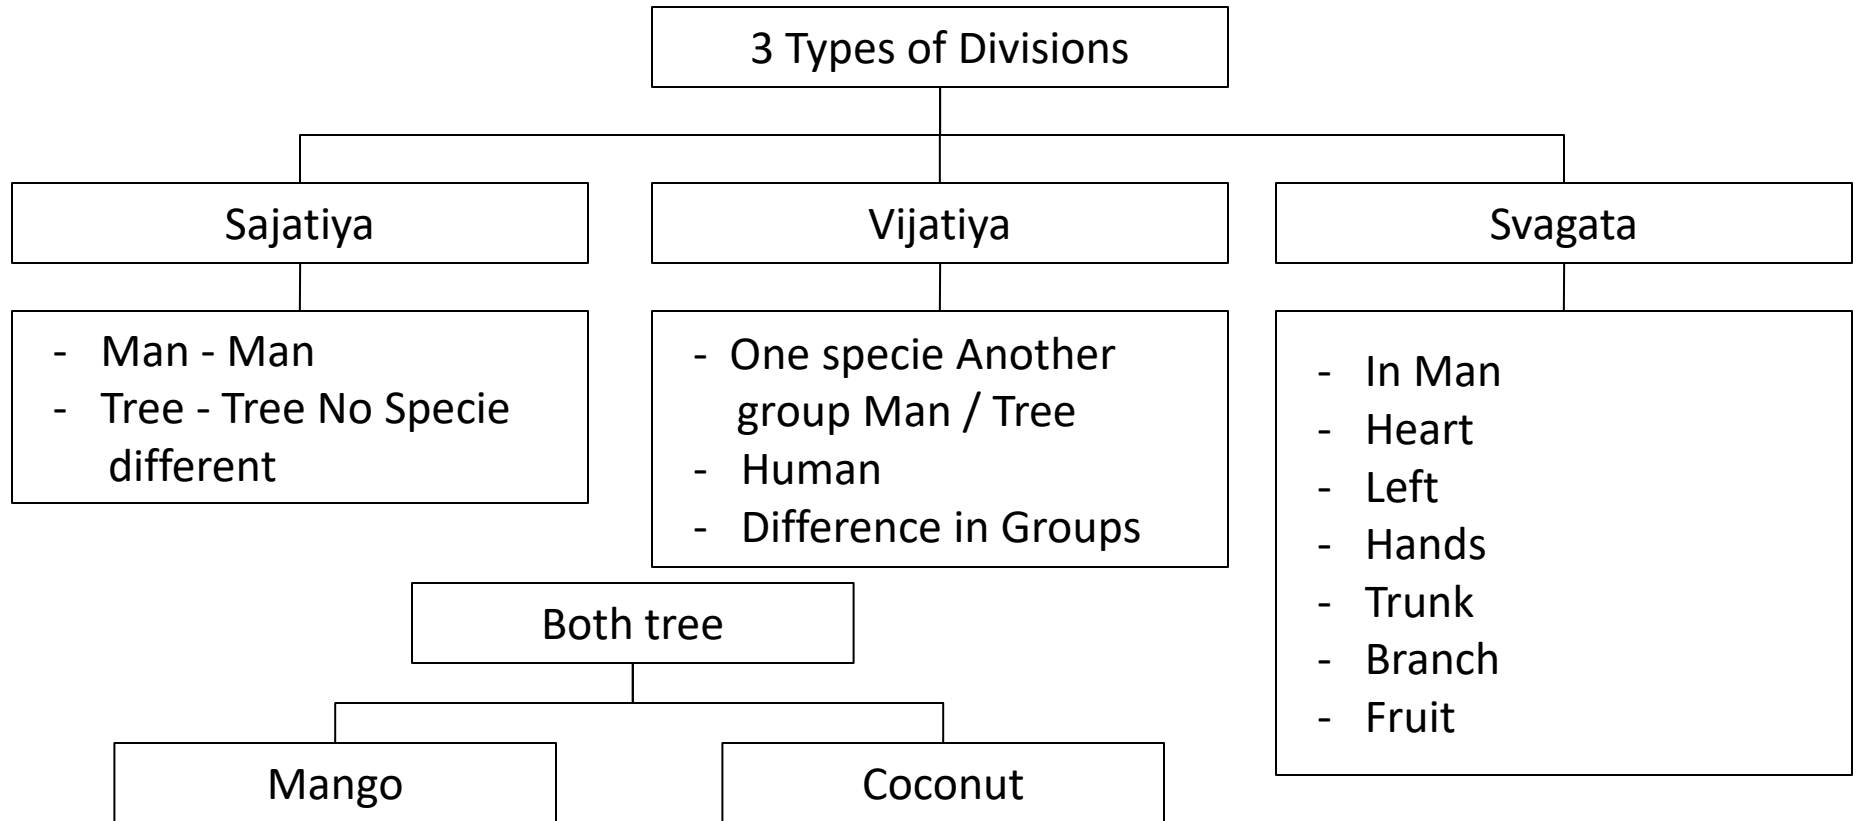 3 Types of Divisions
Sajatiya
Vijatiya
Svagata
- Man - Man
- Tree - Tree No Specie
different
- One specie Another
group Man / Tree
- Human
- Difference in Groups
- In Man
- Heart
- Left
- Hands
- Trunk
- Branch
- Fruit
Both tree
Mango
Coconut